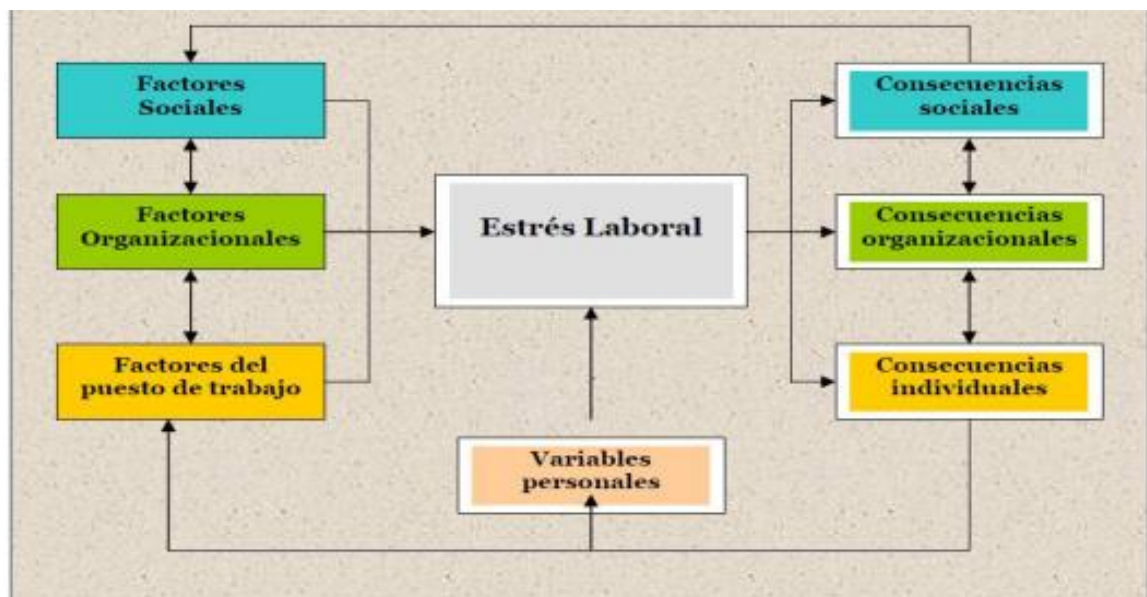 Factores
Sociales
Consecuencias
sociales
Factores
Organizacionales
Estrés Laboral
Consecuencias
organizacionales
Factores del
puesto de trabajo
Consecuencias
individuales
Variables
personales